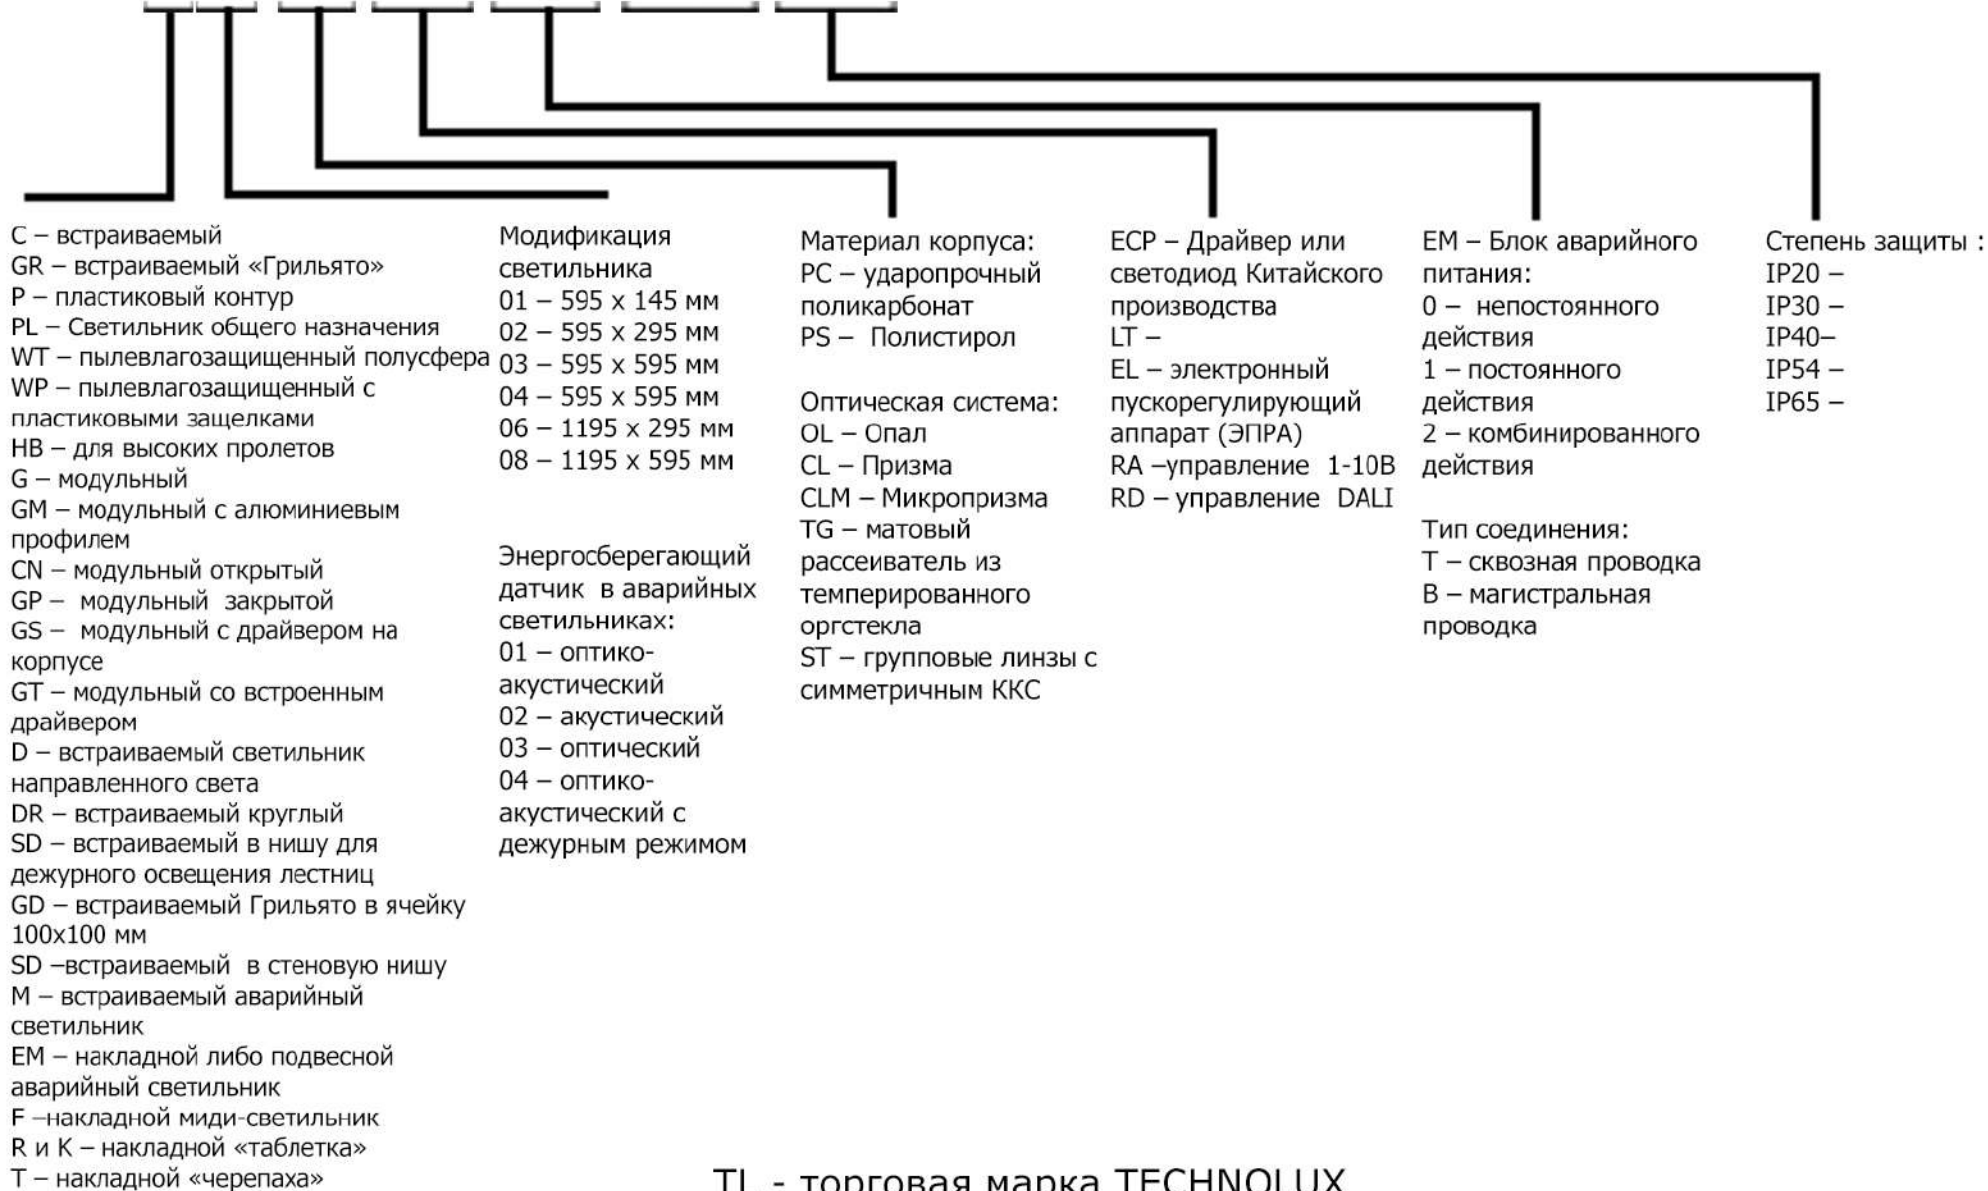 C – встраиваемый
GR – встраиваемый «Грильято»
P – пластиковый контур
PL – Светильник общего назначения
WT – пылевлагозащищенный полусфера
WP – пылевлагозащищенный с
пластиковыми защелками
HB – для высоких пролетов
G – модульный
GM – модульный с алюминиевым
профилем
CN – модульный открытый
GP – модульный закрытой
GS – модульный с драйвером на
корпусе
GT – модульный со встроенным
драйвером
D – встраиваемый светильник
направленного света
DR – встраиваемый круглый
SD – встраиваемый в нишу для
дежурного освещения лестниц
GD – встраиваемый Грильято в ячейку
100x100 мм
SD –встраиваемый в стеновую нишу
M – встраиваемый аварийный
светильник
EM – накладной либо подвесной
аварийный светильник
F –накладной миди-светильник
R и K – накладной «таблетка»
T – накладной «черепаха»
Модификация
светильника
01 – 595 x 145 мм
02 – 595 x 295 мм
03 – 595 x 595 мм
04 – 595 x 595 мм
06 – 1195 x 295 мм
08 – 1195 x 595 мм
Энергосберегающий
датчик в аварийных
светильниках:
01 – оптико-
акустический
02 – акустический
03 – оптический
04 – оптико-
акустический с
дежурным режимом
Материал корпуса:
PC – ударопрочный
поликарбонат
PS – Полистирол
Оптическая система:
OL – Опал
CL – Призма
CLM – Микропризма
TG – матовый
рассеиватель из
темперированного
оргстекла
ST – групповые линзы с
симметричным ККС
ECP – Драйвер или
светодиод Китайского
производства
LT –
EL – электронный
пускорегулирующий
аппарат (ЭПРА)
RA –управление 1-10В
RD – управление DALI
EM – Блок аварийного
питания:
0 – непостоянного
действия
1 – постоянного
действия
2 – комбинированного
действия
Тип соединения:
T – сквозная проводка
B – магистральная
проводка
Степень защиты :
IP20 –
IP30 –
IP40–
IP54 –
IP65 –
TL - торговая марка TECHNOLUX